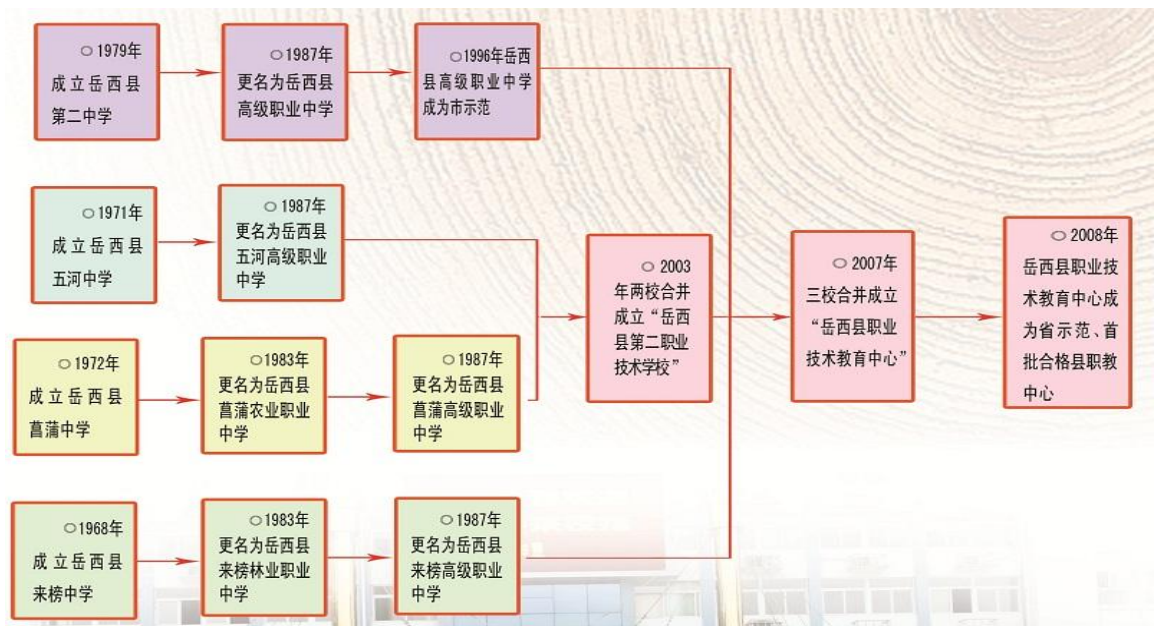 ○1979年
成立岳西县
第二中学
○1987年
更名为岳西县
高级职业中学
○1996年岳西
县高级职业中学
成为市示范
○1971年
成立岳西县
五河中学
○1987年
更名为岳西县
五河高级职业
中学
○1972年
成立岳西县
菖蒲中学
○1983年
更名为岳西县
菖蒲农业职业
中学
○1987年
更名为岳西县
菖蒲高级职业
中学
○1968年
成立岳西县
来榜中学
○1983年
更名为岳西县
来榜林业职业
中学
○1987年
更名为岳西县
来榜高级职业
中学
○2003
年两校合并
成立“岳西
县第二职业
技术学校”
○2007年
三校合并成立
“岳西县职业
技术教育中心”
○2008年
岳西县职业技
术教育中心成
为省示范、首
批合格县职教
中心